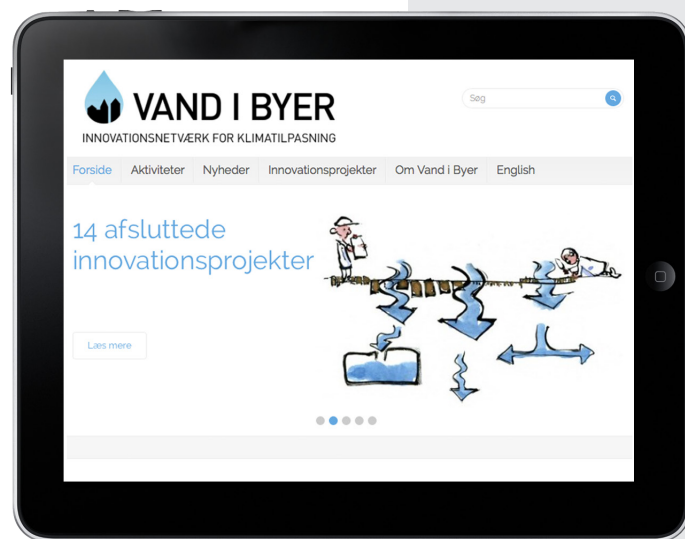 VAND I BYER
INNOVATIONSNETVÆRK FOR KLIMATILPASNING
Søg
Forside Aktiviteter Nyheder Innovationsprojekter Om Vand i Byer English
14 afsluttede
innovationsprojekter
Læs mere